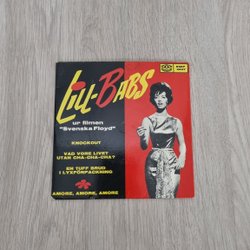 LILL-BABS
ur filmen
"Svenska Floyd"
KNOCKOUT
VAD VORE LIVET
UTAN CHA-CHA-CHA?
EN TUFF BRUD
I LYXFÖRPACKNING
AMORE, AMORE, AMORE